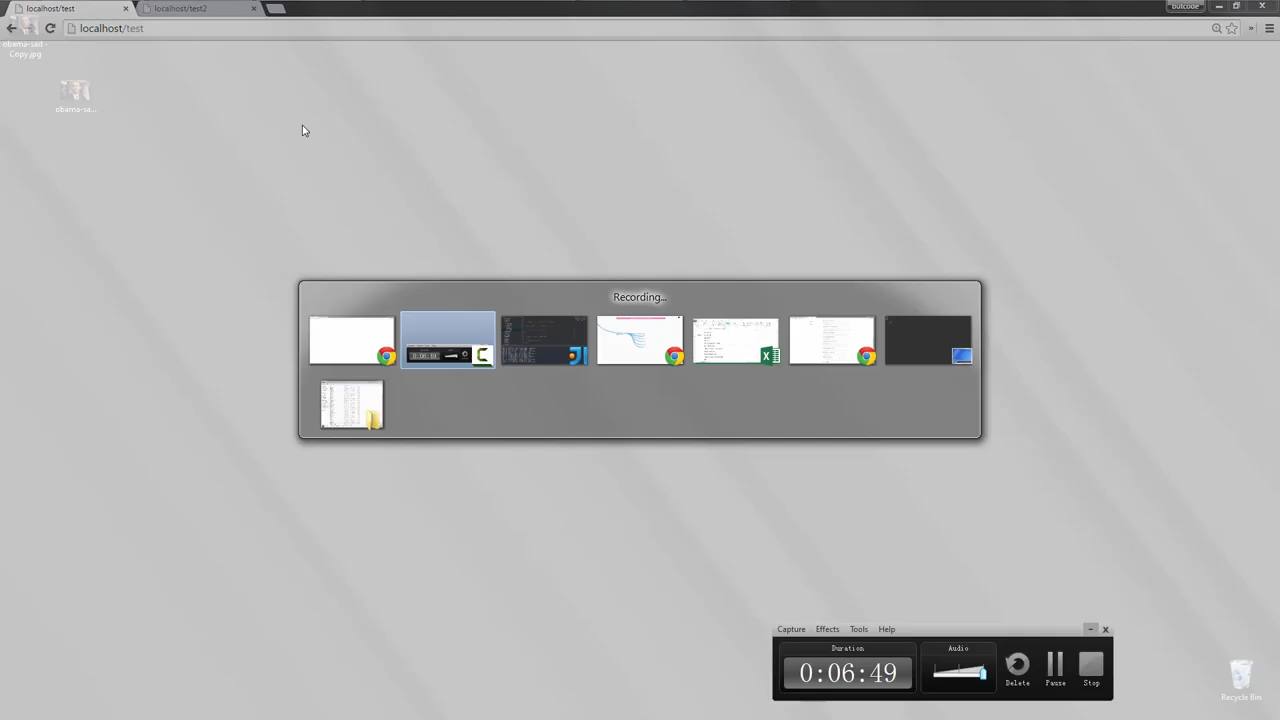 localhost/test
localhost/test2
butcode
localhost/test
obama-sad -
Copy.jpg
obama-sa...
Recording...
Capture Effects Tools Help
Duration
0:06:49
Audio
Delete
Pause
Stop
Recycle Bin